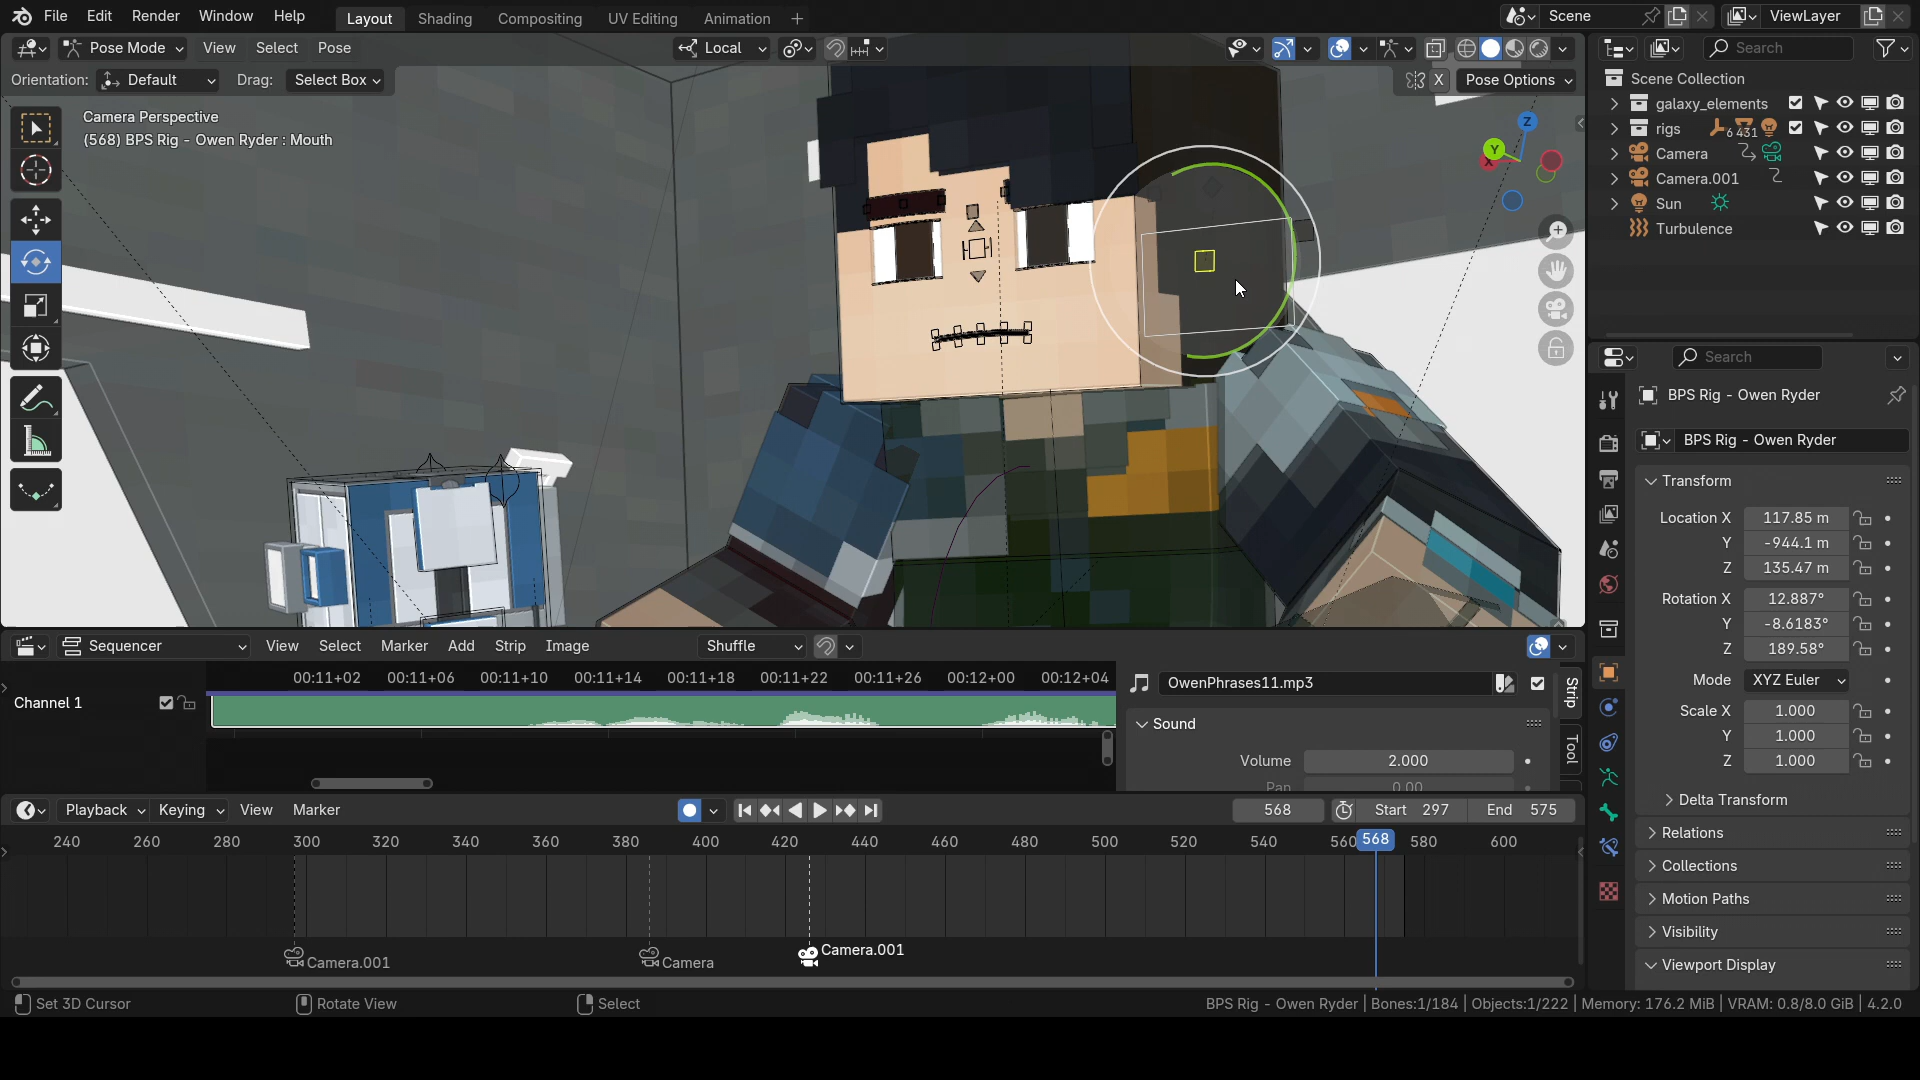 File Edit Render Window Help Layout Shading Compositing UV Editing Animation + Scene ViewLayer
Pose Mode View Select Pose Local Search
Orientation: Default Drag: Select Box X Pose Options
Scene Collection
Camera Perspective
(568) BPS Rig - Owen Ryder : Mouth
Z
Y
X
galaxy_elements
rigs 6 431
Camera
Camera.001
Sun
Turbulence
Search
BPS Rig - Owen Ryder
BPS Rig - Owen Ryder
Transform
Location X 117.85 m
Y -944.1 m
Z 135.47 m
Rotation X 12.887°
Y -8.6183°
Z 189.58°
Mode XYZ Euler
Scale X 1.000
Y 1.000
Z 1.000
Delta Transform
Relations
Collections
Motion Paths
Visibility
Viewport Display
Sequencer View Select Marker Add Strip Image Shuffle
00:11+02 00:11+06 00:11+10 00:11+14 00:11+18 00:11+22 00:11+26 00:12+00 00:12+04
Channel 1
OwenPhrases11.mp3
Sound
Volume 2.000
Pan 0.00
Strip
Tool
Playback Keying View Marker 568 Start 297 End 575
240 260 280 300 320 340 360 380 400 420 440 460 480 500 520 540 560 568 580 600
Camera.001 Camera Camera.001
Set 3D Cursor Rotate View Select BPS Rig - Owen Ryder | Bones:1/184 | Objects:1/222 | Memory: 176.2 MiB | VRAM: 0.8/8.0 GiB | 4.2.0